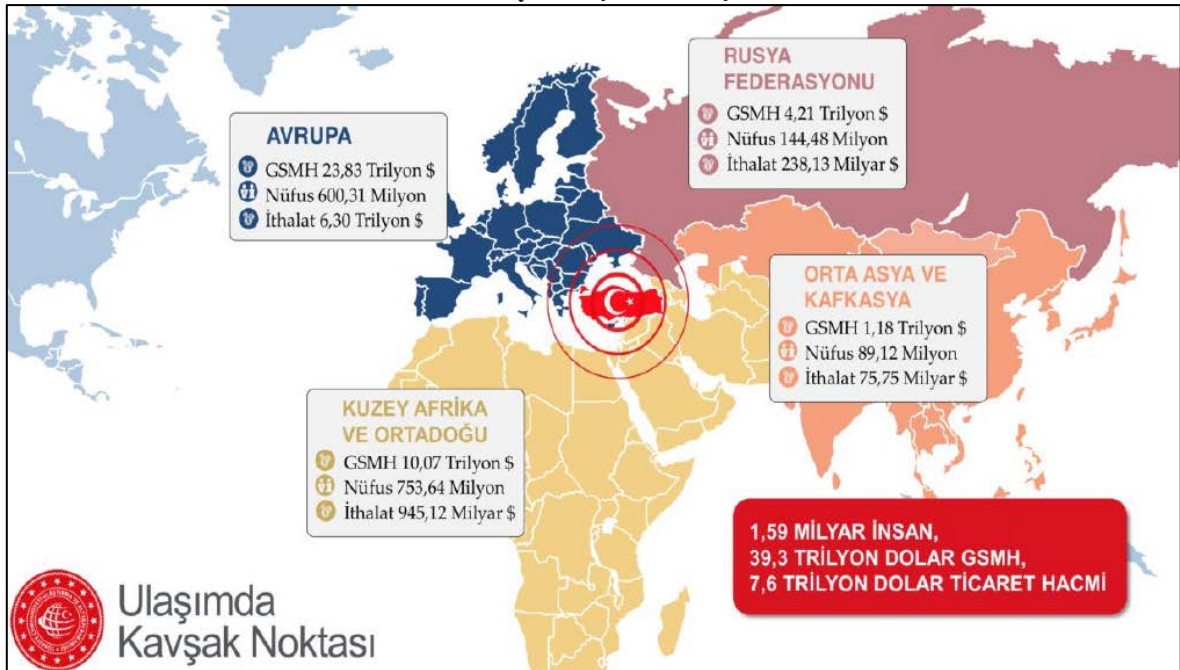 RUSYA
FEDERASYONU
GSMH 4,21 Trilyon $
Nüfus 144,48 Milyon
İthalat 238,13 Milyar $
AVRUPA
GSMH 23,83 Trilyon $
Nüfus 600,31 Milyon
İthalat 6,30 Trilyon $
ORTA ASYA VE
KAFKASYA
GSMH 1,18 Trilyon $
Nüfus 89,12 Milyon
İthalat 75,75 Milyar $
KUZEY AFRİKA
VE ORTADOĞU
GSMH 10,07 Trilyon $
Nüfus 753,64 Milyon
İthalat 945,12 Milyar $
1,59 MİLYAR İNSAN,
39,3 TRİLYON DOLAR GSMH,
7,6 TRİLYON DOLAR TİCARET HACMİ
Ulaşımda
Kavşak Noktası